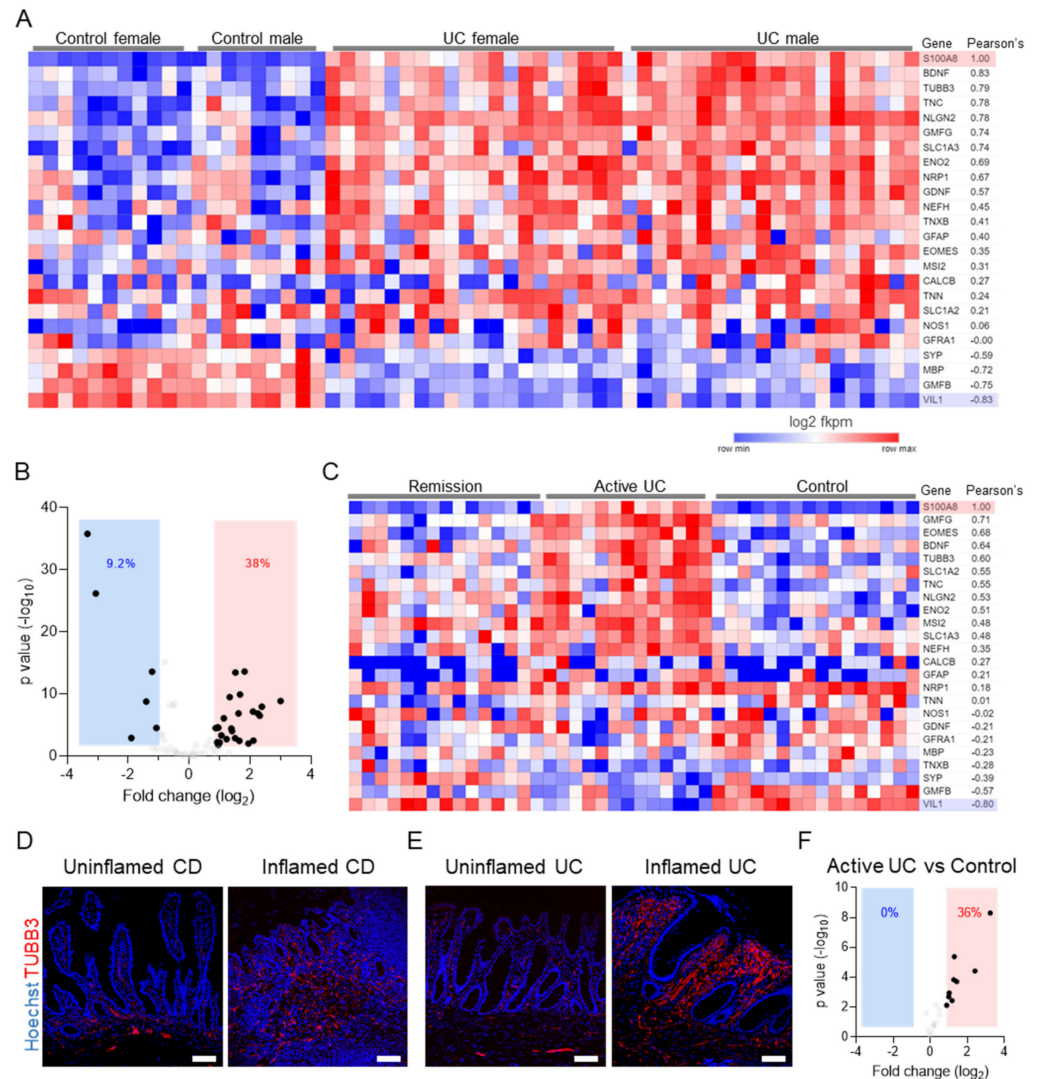 A
Control female Control male UC female UC male Gene Pearson's
S100A8 1.00
BDNF 0.83
TUBB3 0.79
TNC 0.78
NLGN2 0.78
GMFG 0.74
SLC1A3 0.74
ENO2 0.69
NRP1 0.67
GDNF 0.57
NEFH 0.45
TNXB 0.41
GFAP 0.40
EOMES 0.35
MSI2 0.31
CALCB 0.27
TNN 0.24
SLC1A2 0.21
NOS1 0.06
GFRA1 -0.00
SYP -0.59
MBP -0.72
GMFB -0.75
VIL1 -0.83
log2 fkpm
row min row max
B
40
30
20
10
0
p value (-log10)
9.2% 38%
-4 -2 0 2 4
Fold change (log2)
C
Remission Active UC Control Gene Pearson's
S100A8 1.00
GMFG 0.71
EOMES 0.68
BDNF 0.64
TUBB3 0.60
SLC1A2 0.55
TNC 0.55
NLGN2 0.53
ENO2 0.51
MSI2 0.48
SLC1A3 0.48
NEFH 0.35
CALCB 0.27
GFAP 0.21
NRP1 0.18
TNN 0.01
NOS1 -0.02
GDNF -0.21
GFRA1 -0.21
MBP -0.23
TNXB -0.28
SYP -0.39
GMFB -0.57
VIL1 -0.80
D
Uninflamed CD Inflamed CD
Hoechst TUBB3
E
Uninflamed UC Inflamed UC
F
Active UC vs Control
10
8
6
4
2
0
p value (-log10)
0% 36%
-4 -2 0 2 4
Fold change (log2)